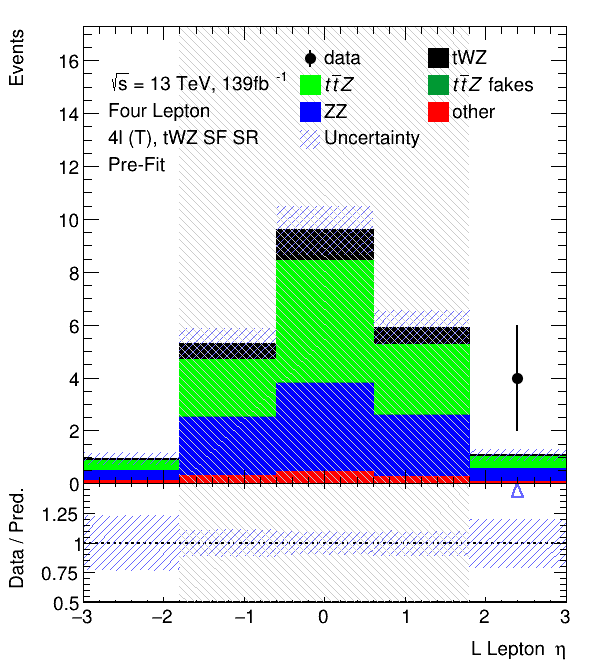 Events
16
14
12
10
8
6
4
2
0
√s = 13 TeV, 139fb⁻¹
Four Lepton
4l (T), tWZ SF SR
Pre-Fit
data
tt̄Z
ZZ
Uncertainty
tWZ
tt̄Z fakes
other
Data / Pred.
1.25
1
0.75
0.5
−3 −2 −1 0 1 2 3
L Lepton η